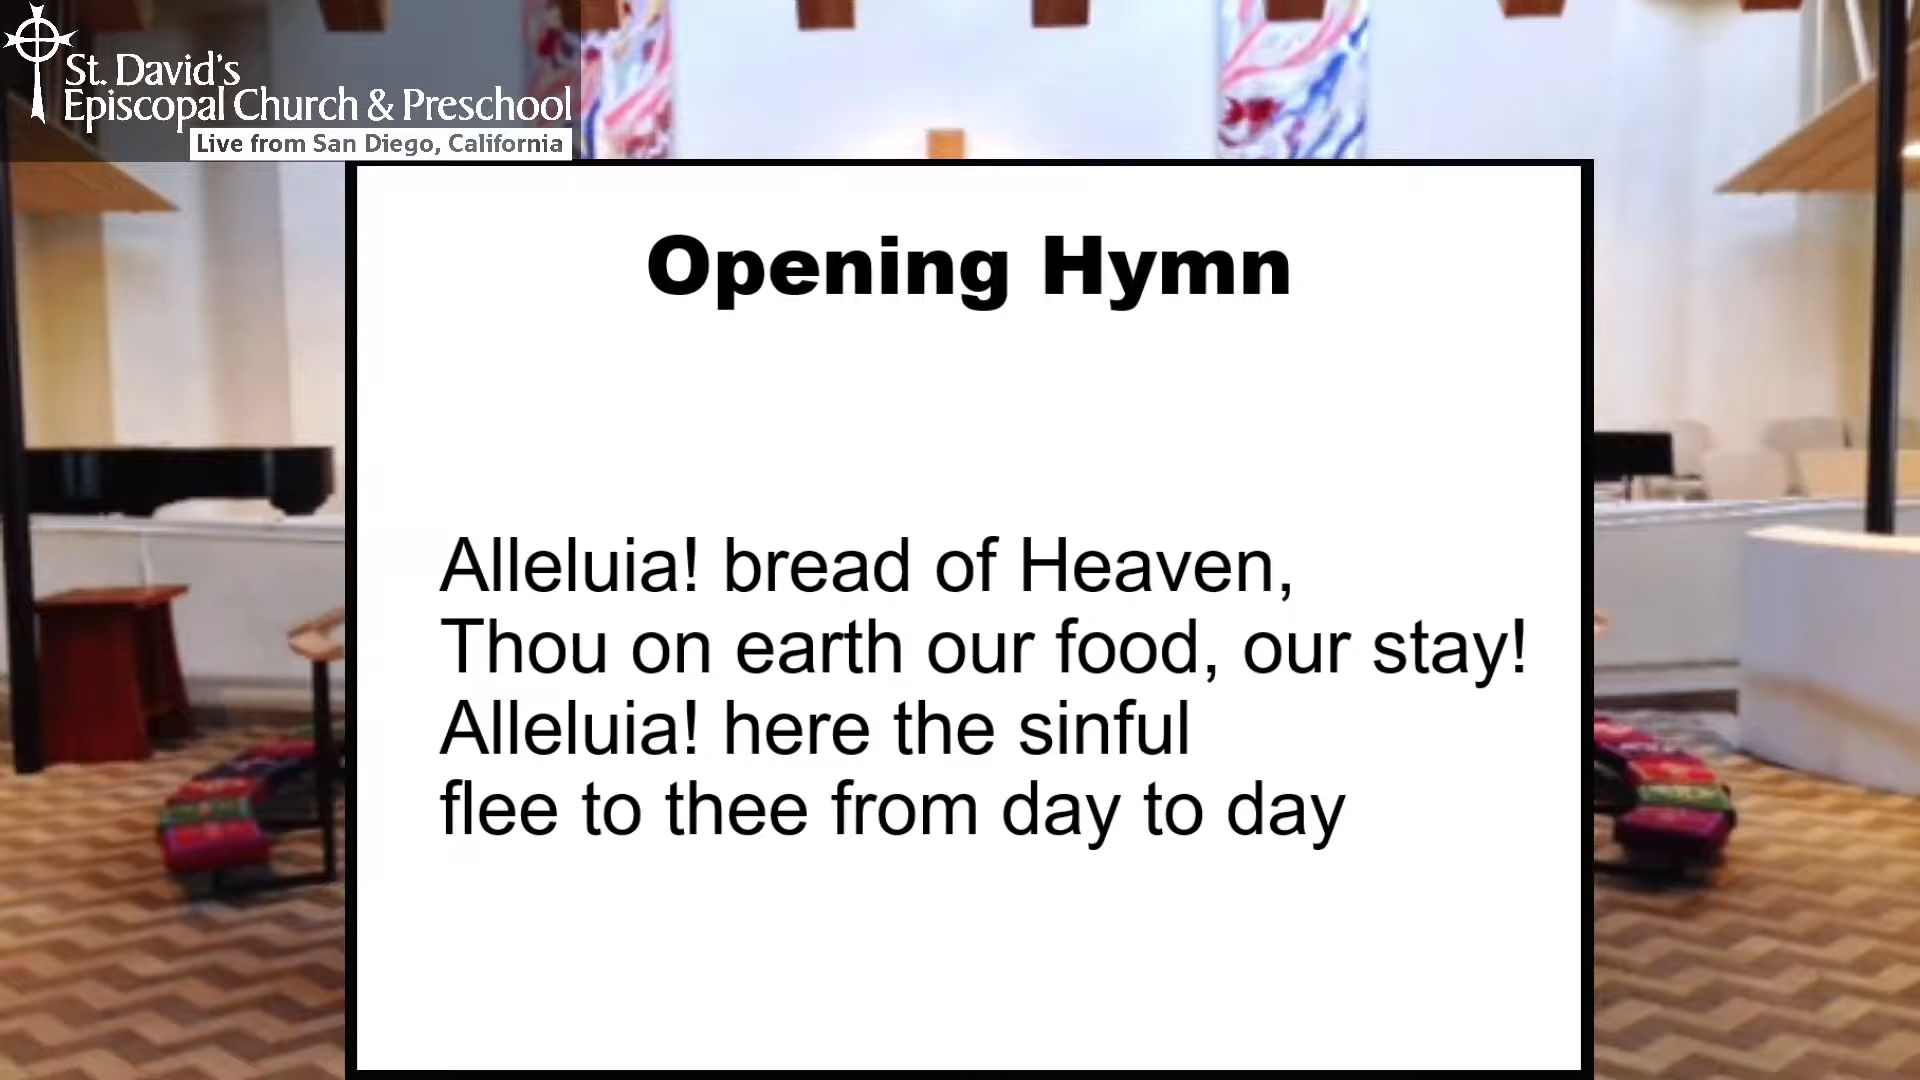 St. David's
Episcopal Church & Preschool
Live from San Diego, California
Opening Hymn
Alleluia! bread of Heaven,
Thou on earth our food, our stay!
Alleluia! here the sinful
flee to thee from day to day